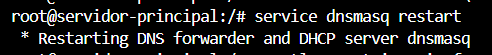 root@servidor-principal:/# service dnsmasq restart
 * Restarting DNS forwarder and DHCP server dnsmasq